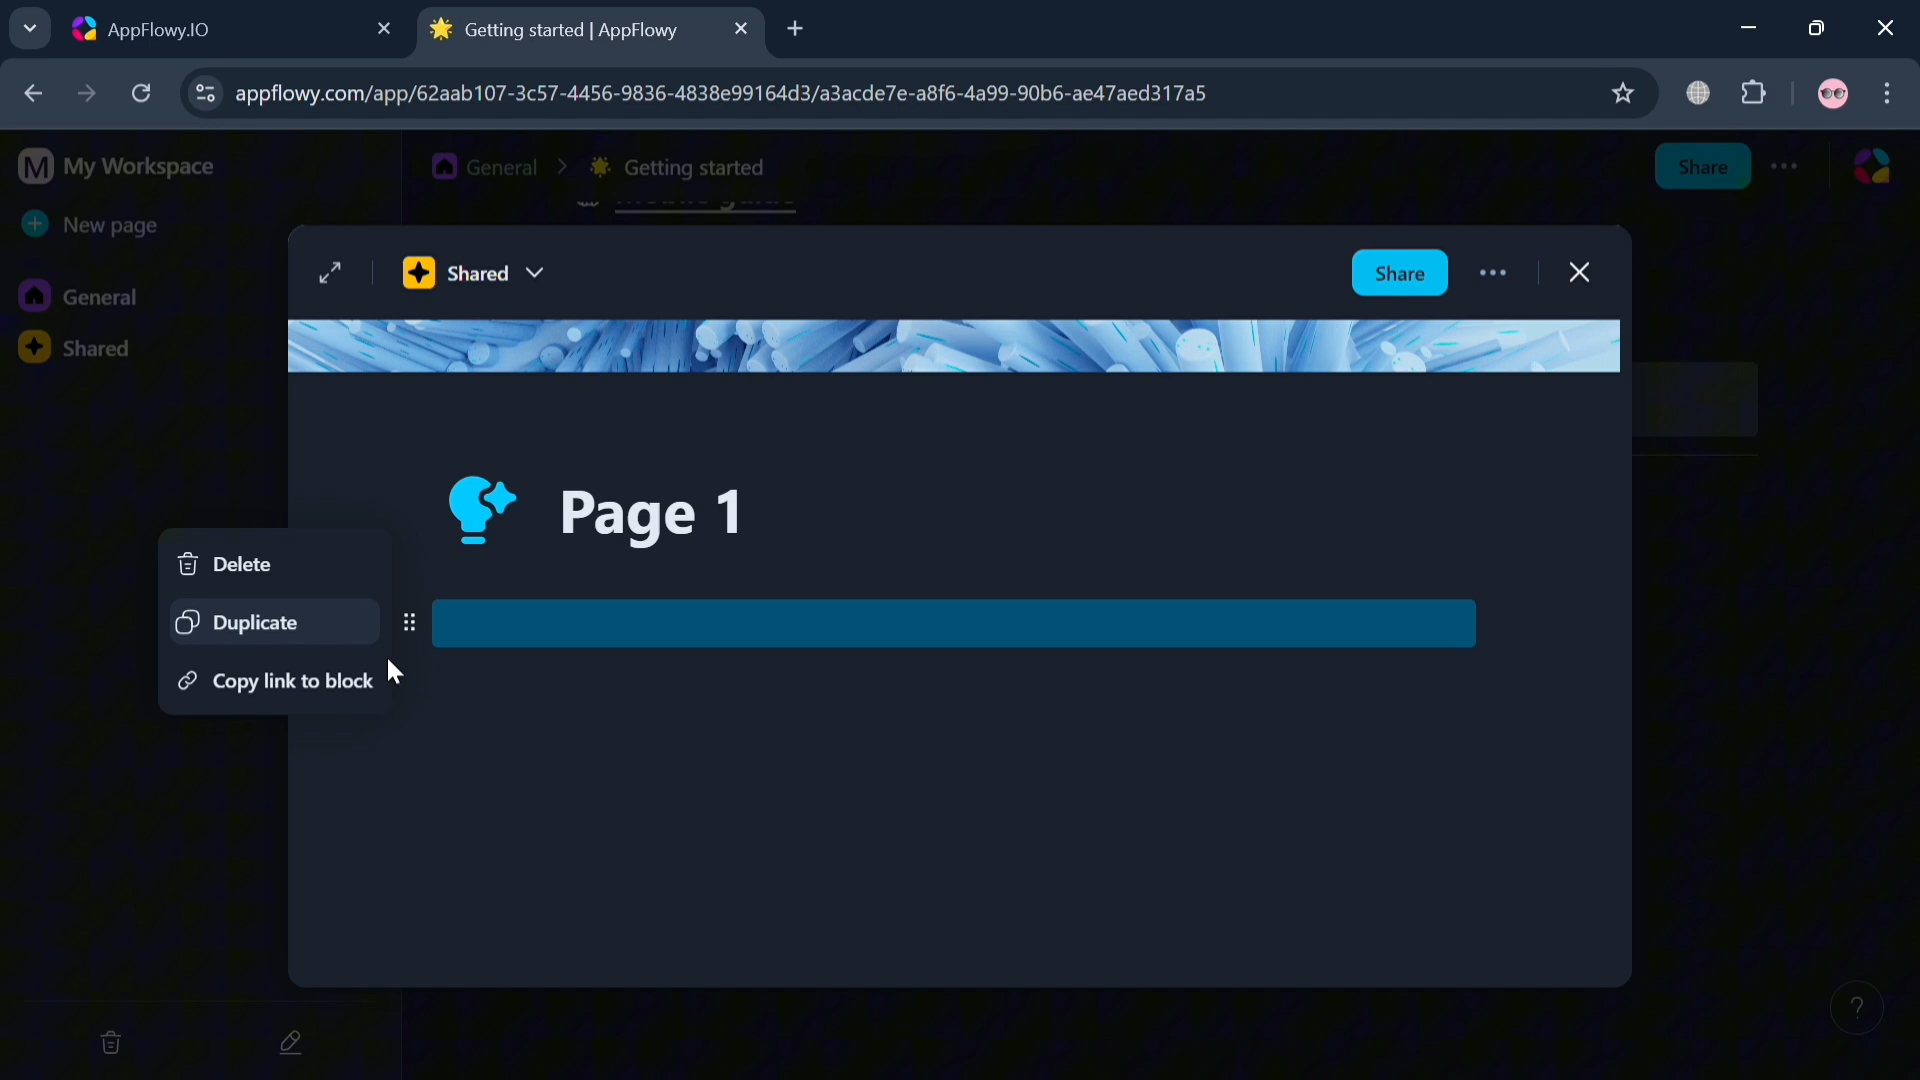 AppFlowy.IO
Getting started | AppFlowy
appflowy.com/app/62aab107-3c57-4456-9836-4838e99164d3/a3acde7e-a8f6-4a99-90b6-ae47aed317a5
M My Workspace
General
Getting started
Share
New page
General
Shared
Shared
Share
Page 1
Delete
Duplicate
Copy link to block
?